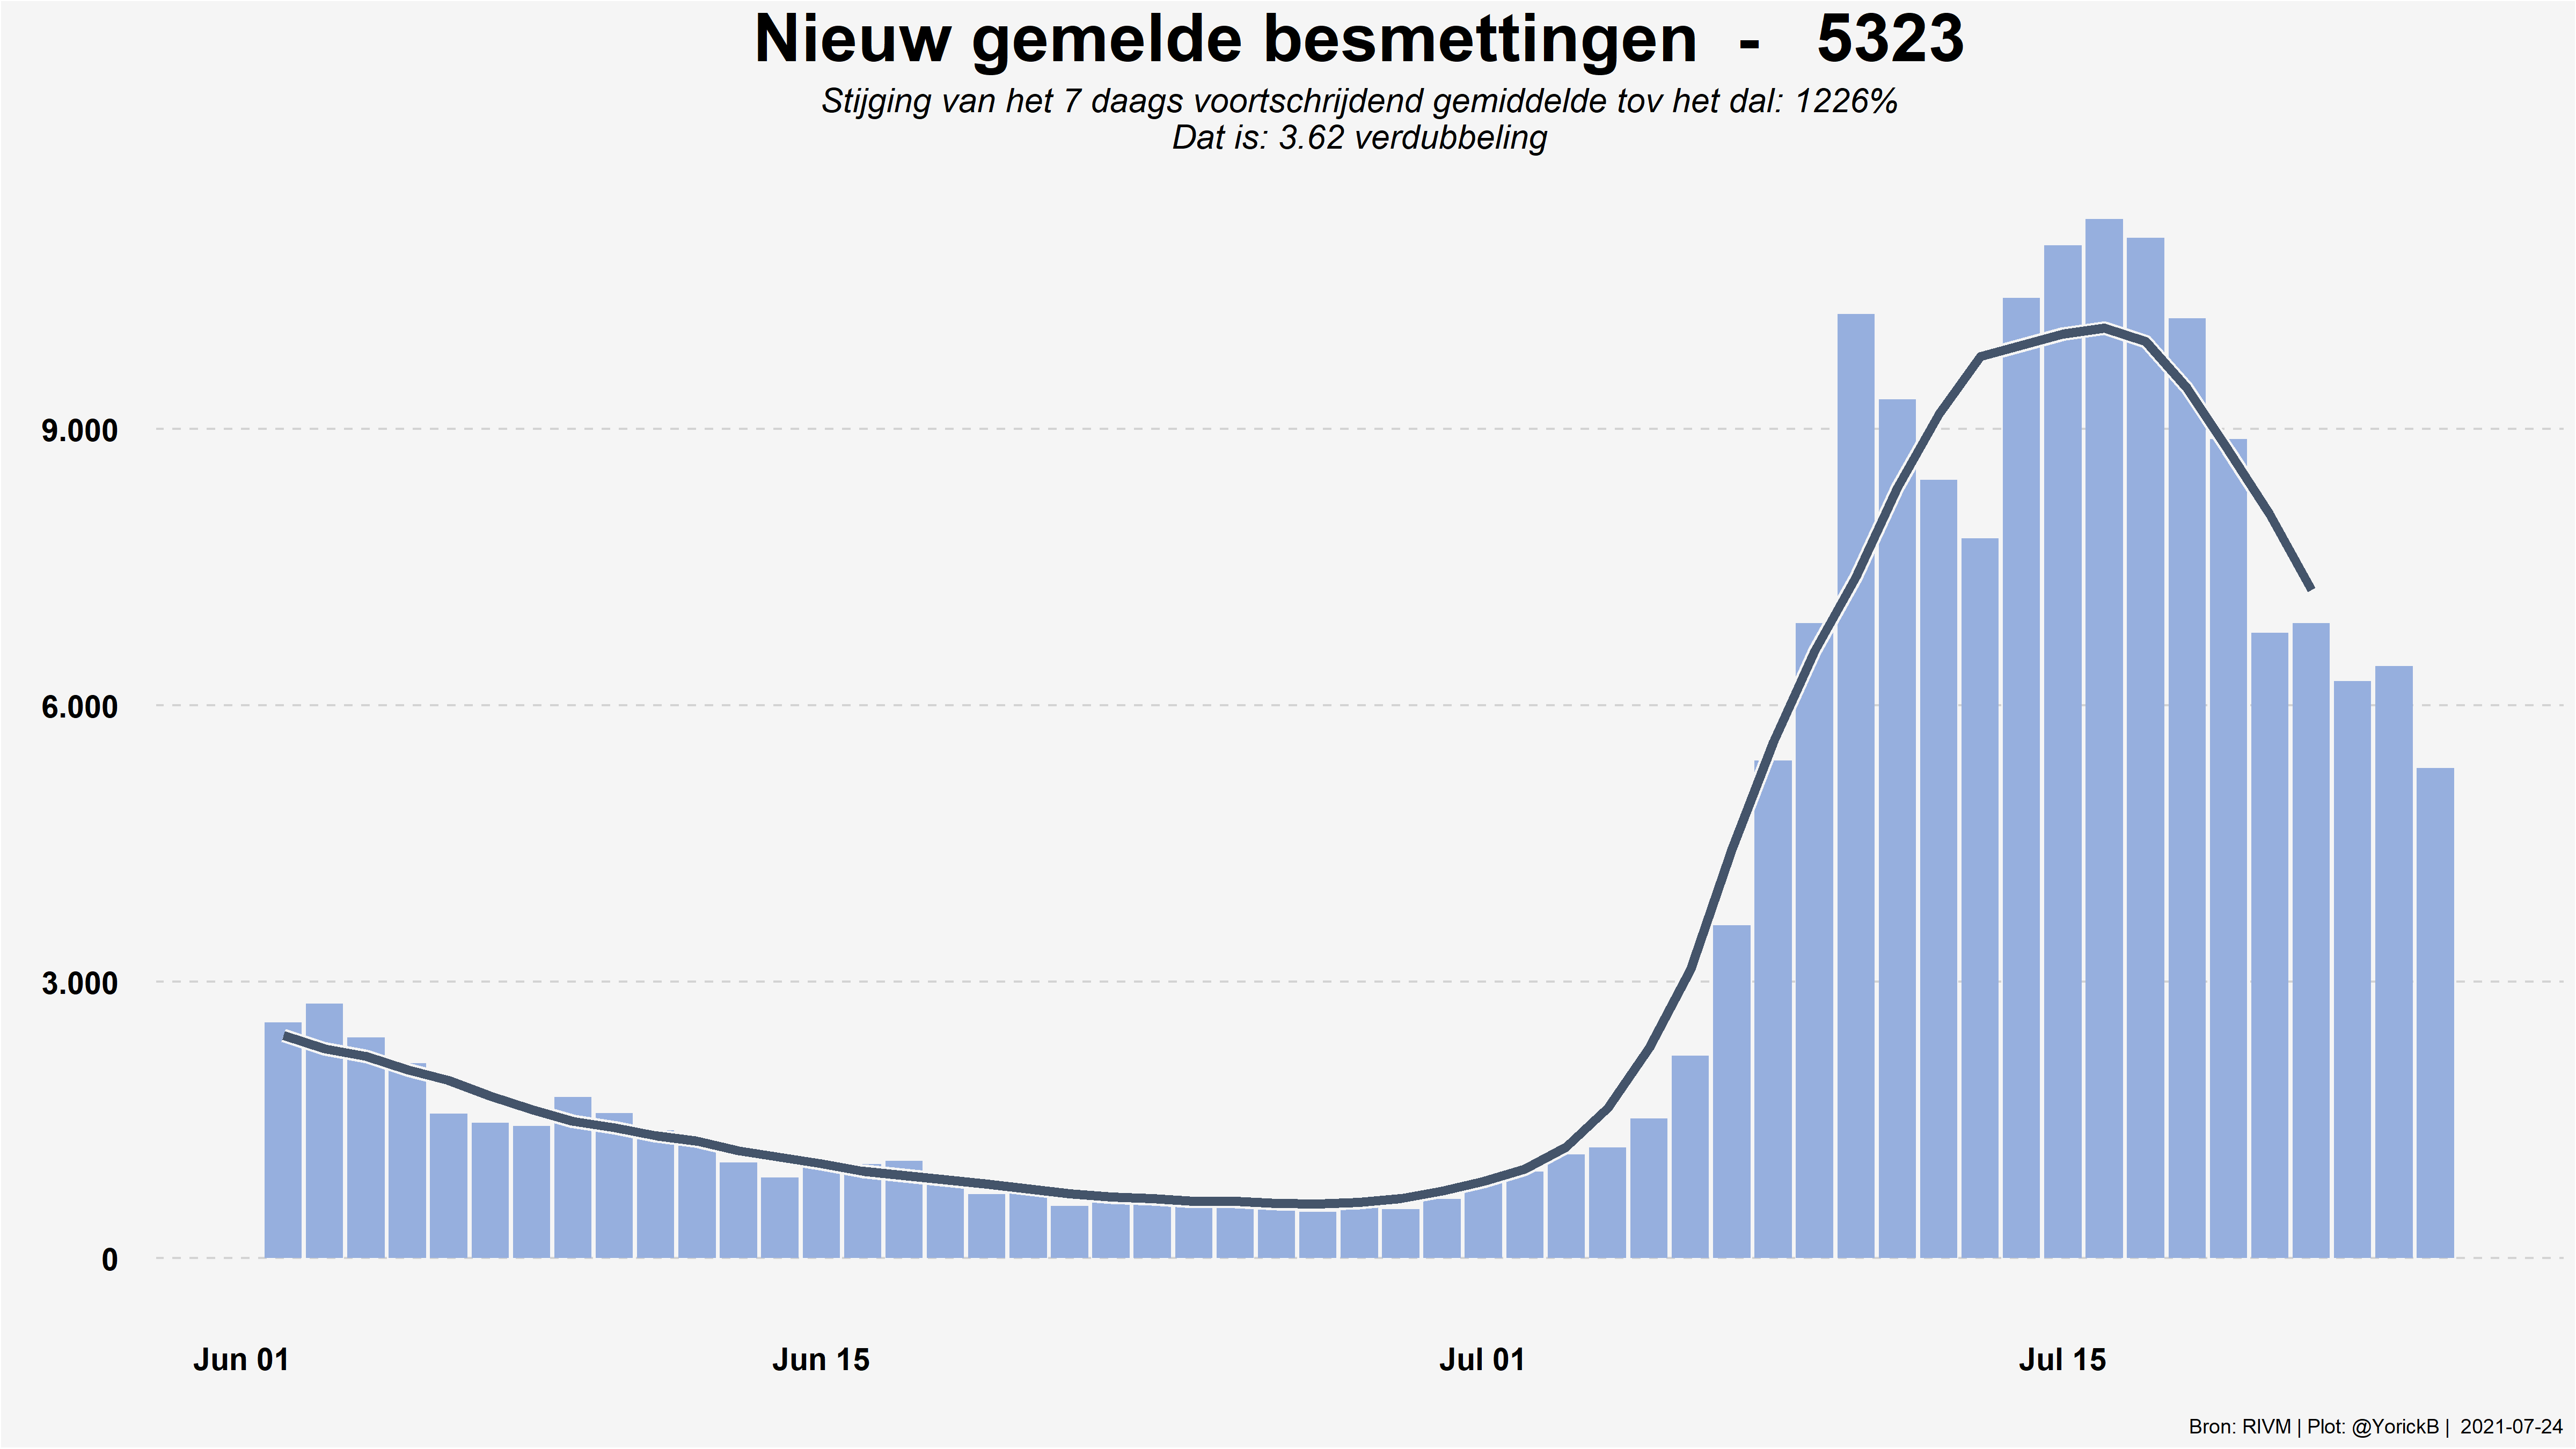 Nieuw gemelde besmettingen - 5323
Stijging van het 7 daags voortschrijdend gemiddelde tov het dal: 1226%
Dat is: 3.62 verdubbeling
9.000
6.000
3.000
0
Jun 01 Jun 15 Jul 01 Jul 15
Bron: RIVM | Plot: @YorickB | 2021-07-24